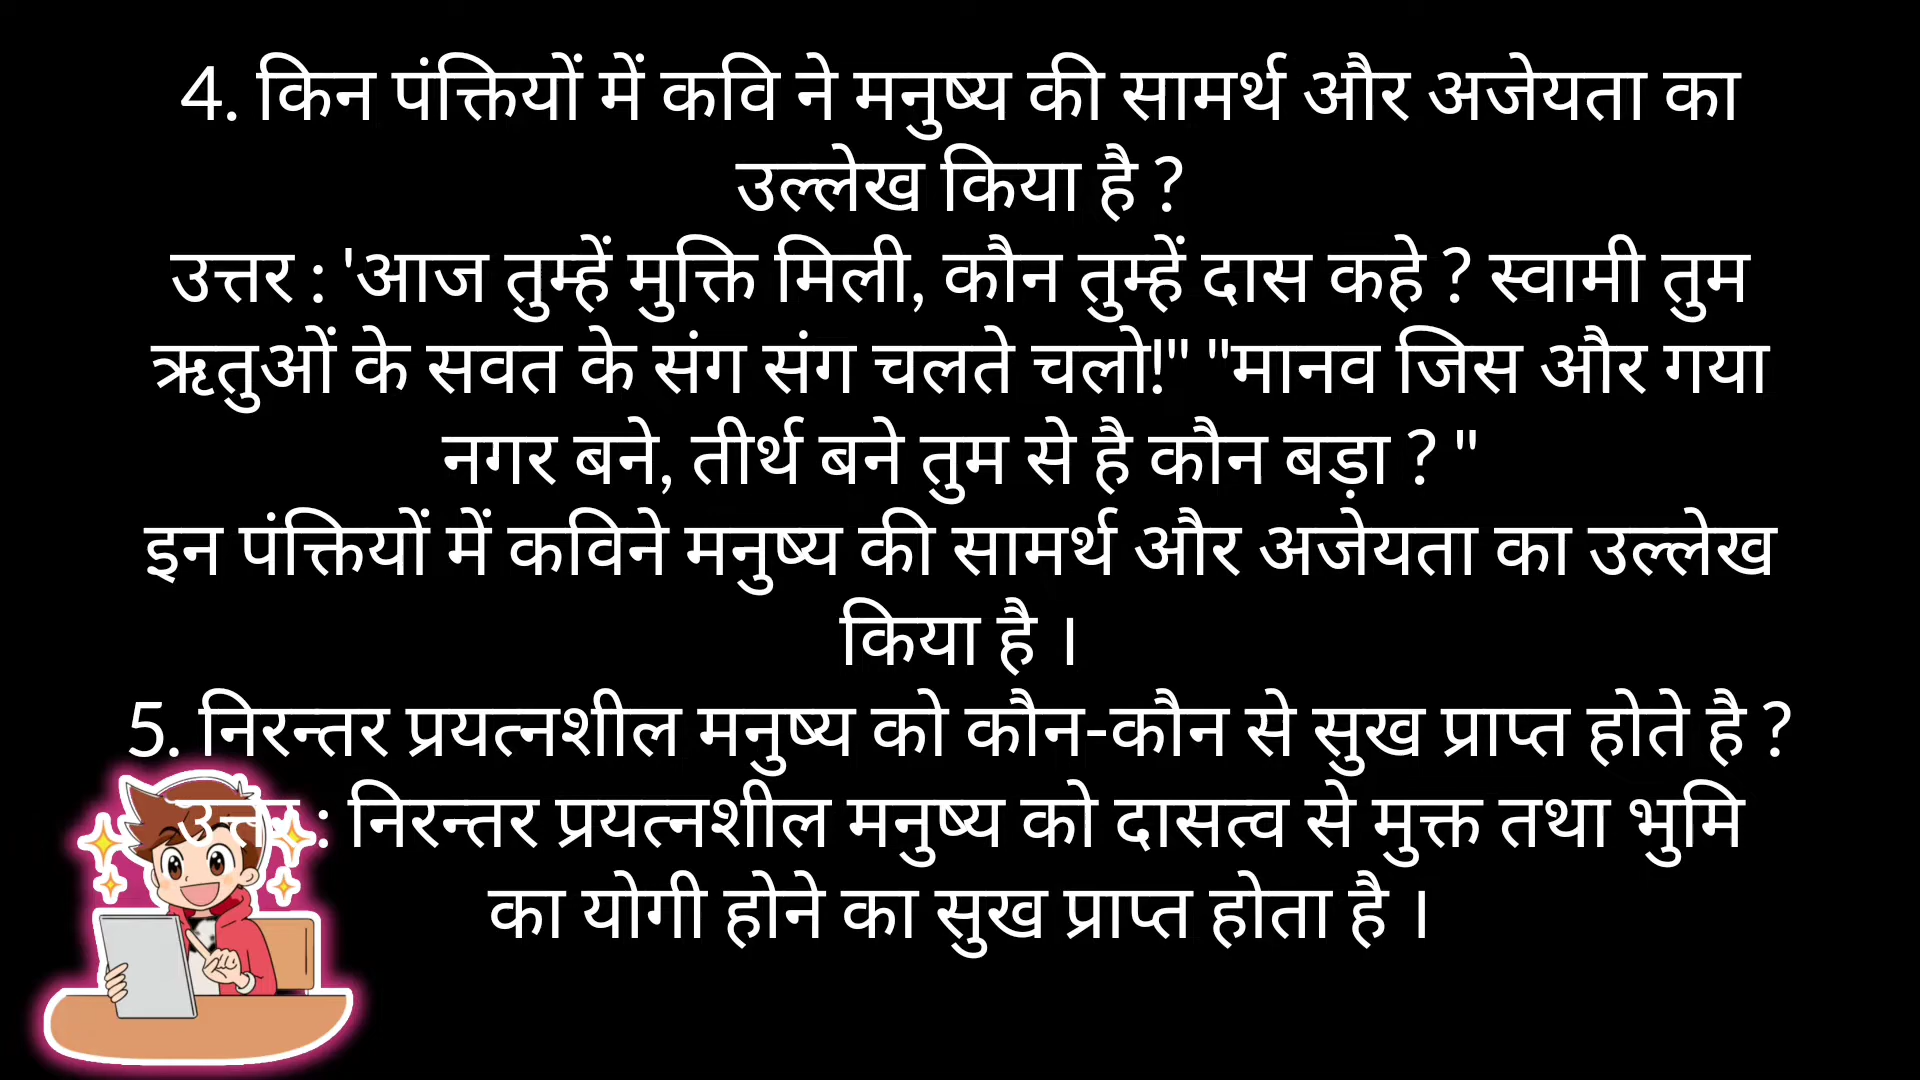 4. किन पंक्तियों में कवि ने मनुष्य की सामर्थ और अजेयता का
उल्लेख किया है ?
उत्तर : 'आज तुम्हें मुक्ति मिली, कौन तुम्हें दास कहे ? स्वामी तुम
ऋतुओं के सवत के संग संग चलते चलो!" "मानव जिस और गया
नगर बने, तीर्थ बने तुम से है कौन बड़ा ? "
इन पंक्तियों में कविने मनुष्य की सामर्थ और अजेयता का उल्लेख
किया है ।
5. निरन्तर प्रयत्नशील मनुष्य को कौन-कौन से सुख प्राप्त होते है ?
उत्तर : निरन्तर प्रयत्नशील मनुष्य को दासत्व से मुक्त तथा भुमि
का योगी होने का सुख प्राप्त होता है ।